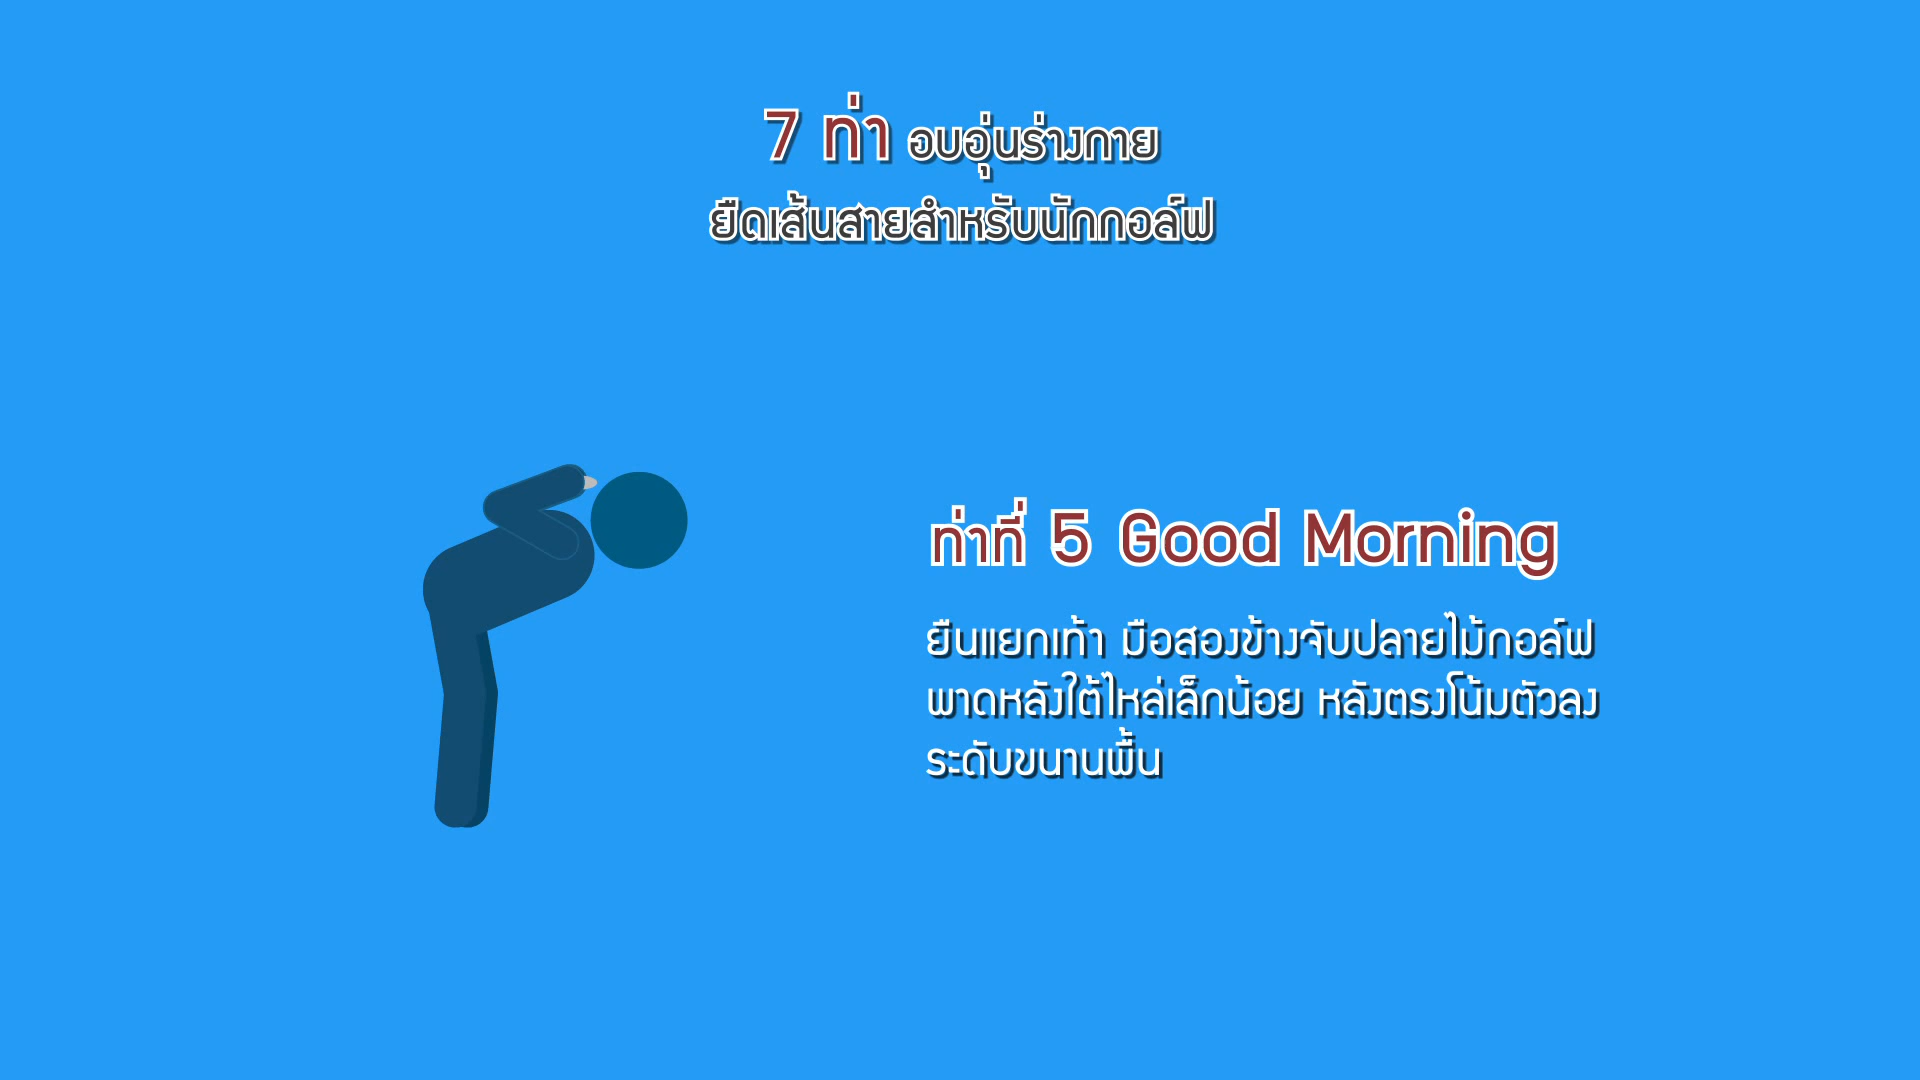 7 ท่า อบอุ่นร่างกาย
ยืดเส้นสายสำหรับนักกอล์ฟ
ท่าที่ 5 Good Morning
ยืนแยกเท้า มือสองข้างจับปลายไม้กอล์ฟ
พาดหลังใต้ไหล่เล็กน้อย หลังตรงโน้มตัวลง
ระดับขนานพื้น